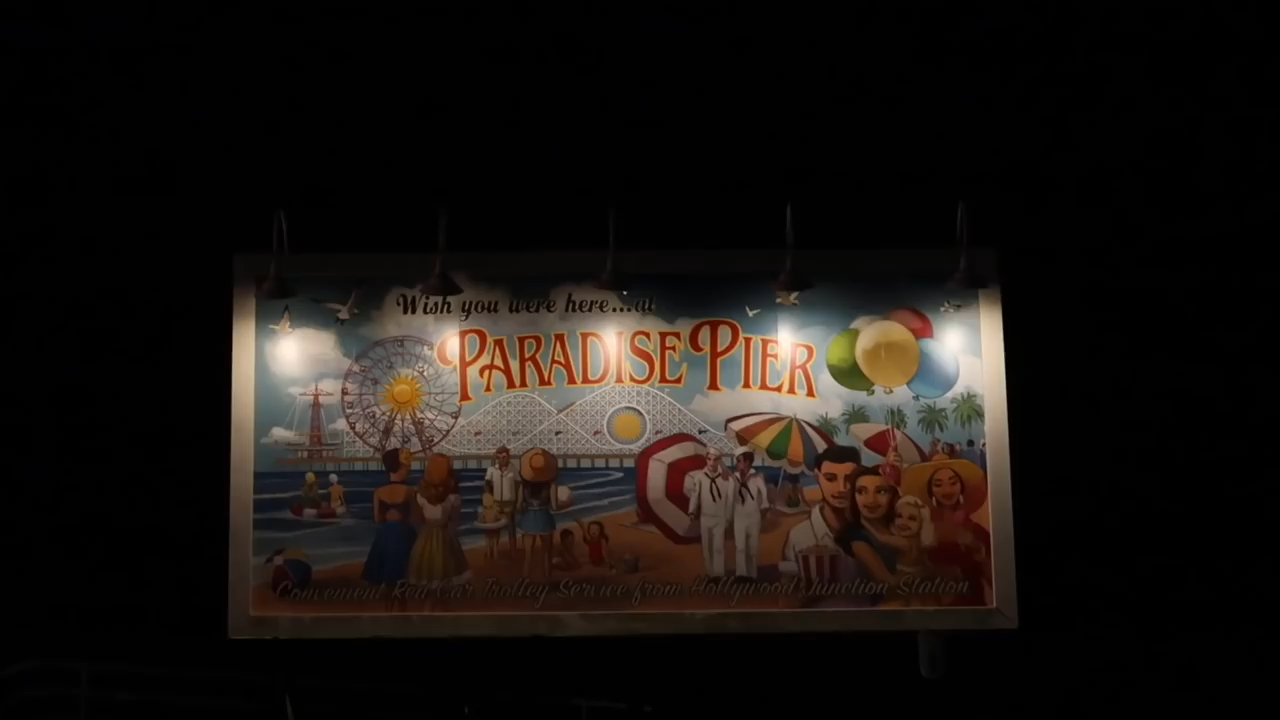 Wish you were here...at
PARADISE PIER
Convenient Red Car Trolley Service from Hollywood Junction Station